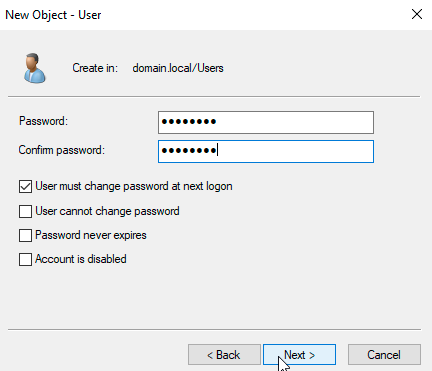 New Object - User
Create in: domain.local/Users
Password: ●●●●●●●●
Confirm password: ●●●●●●●●
User must change password at next logon
User cannot change password
Password never expires
Account is disabled
< Back Next > Cancel